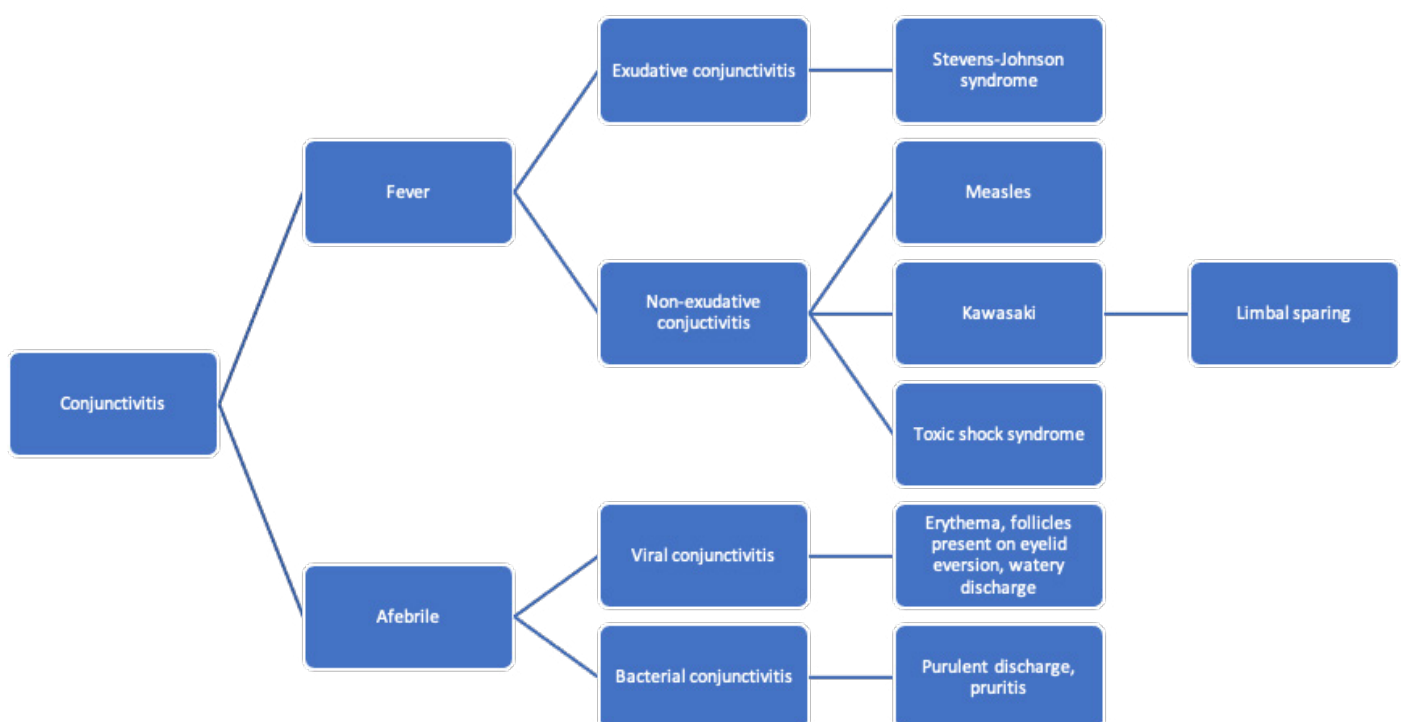 Exudative conjunctivitis
Stevens-Johnson
syndrome
Fever
Measles
Non-exudative
conjuctivitis
Kawasaki
Limbal sparing
Conjunctivitis
Toxic shock syndrome
Viral conjunctivitis
Erythema, follicles
present on eyelid
eversion, watery
discharge
Afebrile
Bacterial conjunctivitis
Purulent discharge,
pruritis